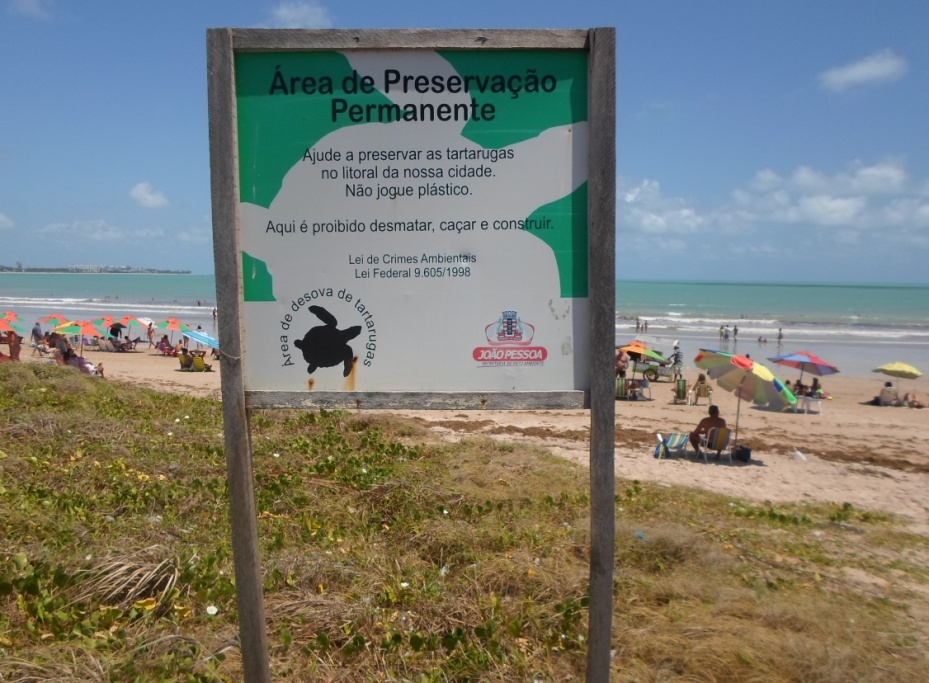 Área de Preservação
Permanente
Ajude a preservar as tartarugas
no litoral da nossa cidade.
Não jogue plástico.
Aqui é proibido desmatar, caçar e construir.
Lei de Crimes Ambientais
Lei Federal 9.605/1998
Área de desova de tartarugas
JOÃO PESSOA